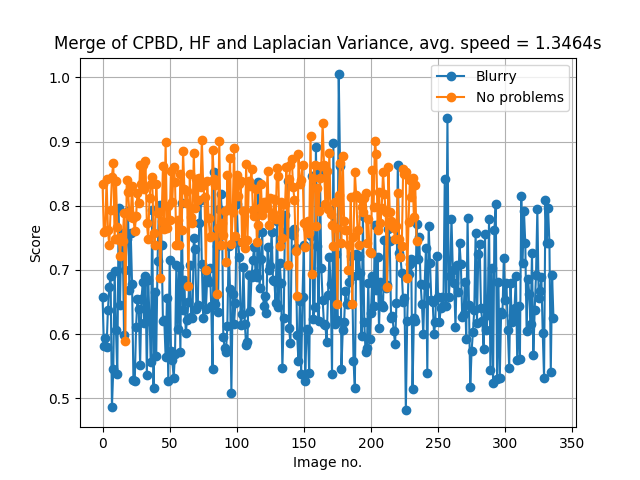 Merge of CPBD, HF and Laplacian Variance, avg. speed = 1.3464s
Blurry
No problems
Score
1.0
0.9
0.8
0.7
0.6
0.5
0 50 100 150 200 250 300 350
Image no.